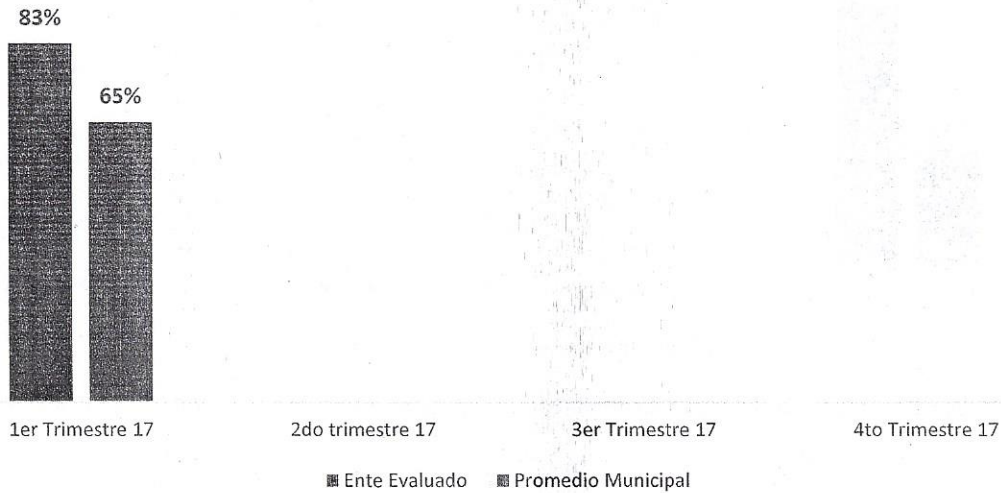 83%
65%
1er Trimestre 17 2do trimestre 17 3er Trimestre 17 4to Trimestre 17
Ente Evaluado Promedio Municipal